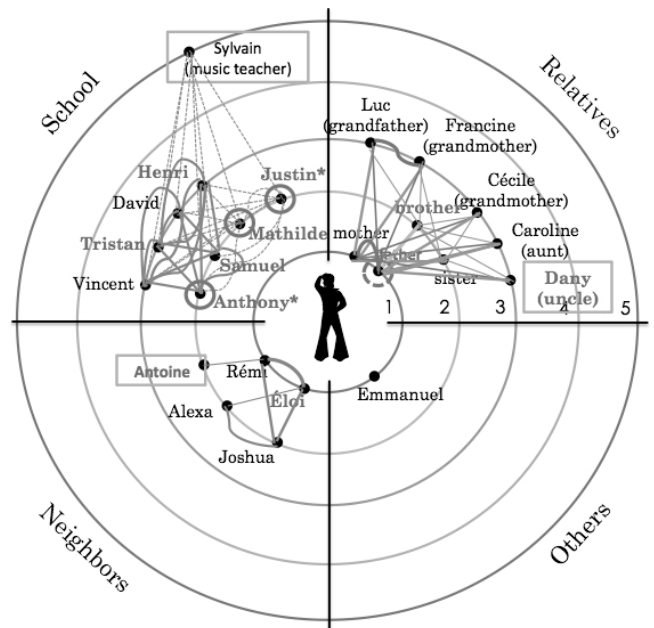 Sylvain
(music teacher)
School
Relatives
Luc
(grandfather)
Francine
(grandmother)
Henri
Justin*
Cécile
(grandmother)
David
brother
Mathilde
mother
Caroline
(aunt)
Tristan
father
Samuel
sister
Vincent
Anthony*
Dany
(uncle)
1 2 3 4 5
Antoine
Rémi
Emmanuel
Éloi
Alexa
Joshua
Neighbors
Others